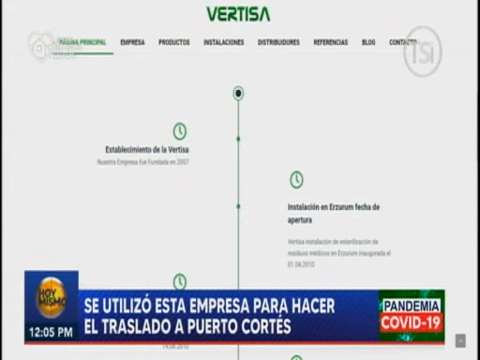 VERTISA
PÁGINA PRINCIPAL EMPRESA PRODUCTOS INSTALACIONES DISTRIBUIDORES REFERENCIAS BLOG CONTACTO
TSi
Establecimiento de la Vertisa
Nuestra Empresa fue Fundada en 2007
Instalación en Erzurum fecha de
apertura
Vertisa instalación de esterilización de
residuos médicos en Erzurum inaugurada el
01.04.2010
HOY
MISMO
12:05 PM
SE UTILIZÓ ESTA EMPRESA PARA HACER
EL TRASLADO A PUERTO CORTÉS
PANDEMIA
COVID-19